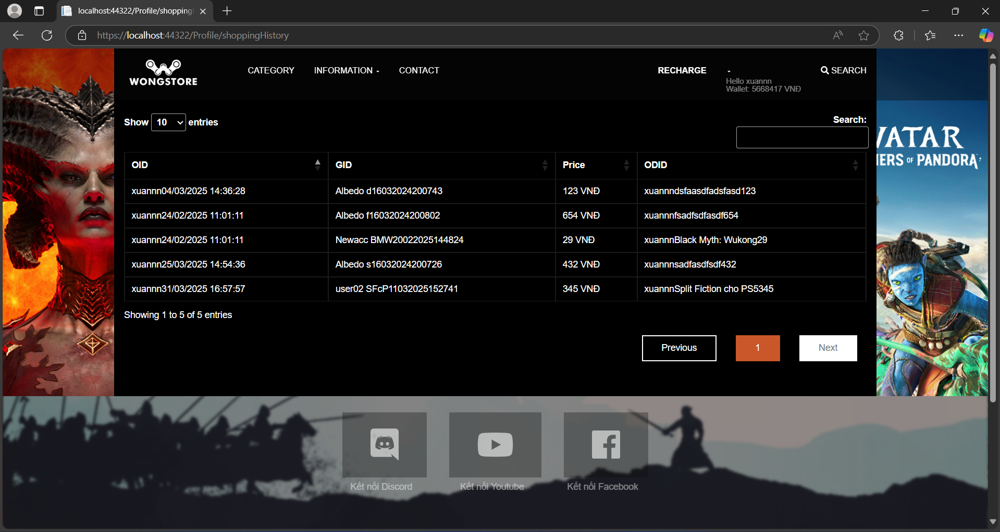 localhost:44322/Profile/shopping
https://localhost:44322/Profile/shoppingHistory
WONGSTORE
CATEGORY
INFORMATION
CONTACT
RECHARGE
Hello xuannn
Wallet: 5668417 VNĐ
SEARCH
Show 10 entries
Search:
VATAR
IERS OF PANDORA
OID GID Price ODID
xuannn04/03/2025 14:36:28 Albedo d16032024200743 123 VNĐ xuannndsfaasdfadsfasd123
xuannn24/02/2025 11:01:11 Albedo f16032024200802 654 VNĐ xuannnfsadfsdfasdf654
xuannn24/02/2025 11:01:11 Newacc BMW20022025144824 29 VNĐ xuannnBlack Myth: Wukong29
xuannn25/03/2025 14:54:36 Albedo s16032024200726 432 VNĐ xuannnsadfasdfsdf432
xuannn31/03/2025 16:57:57 user02 SFcP11032025152741 345 VNĐ xuannnSplit Fiction cho PS5345
Showing 1 to 5 of 5 entries
Previous 1 Next
Kết nối Discord
Kết nối Youtube
Kết nối Facebook